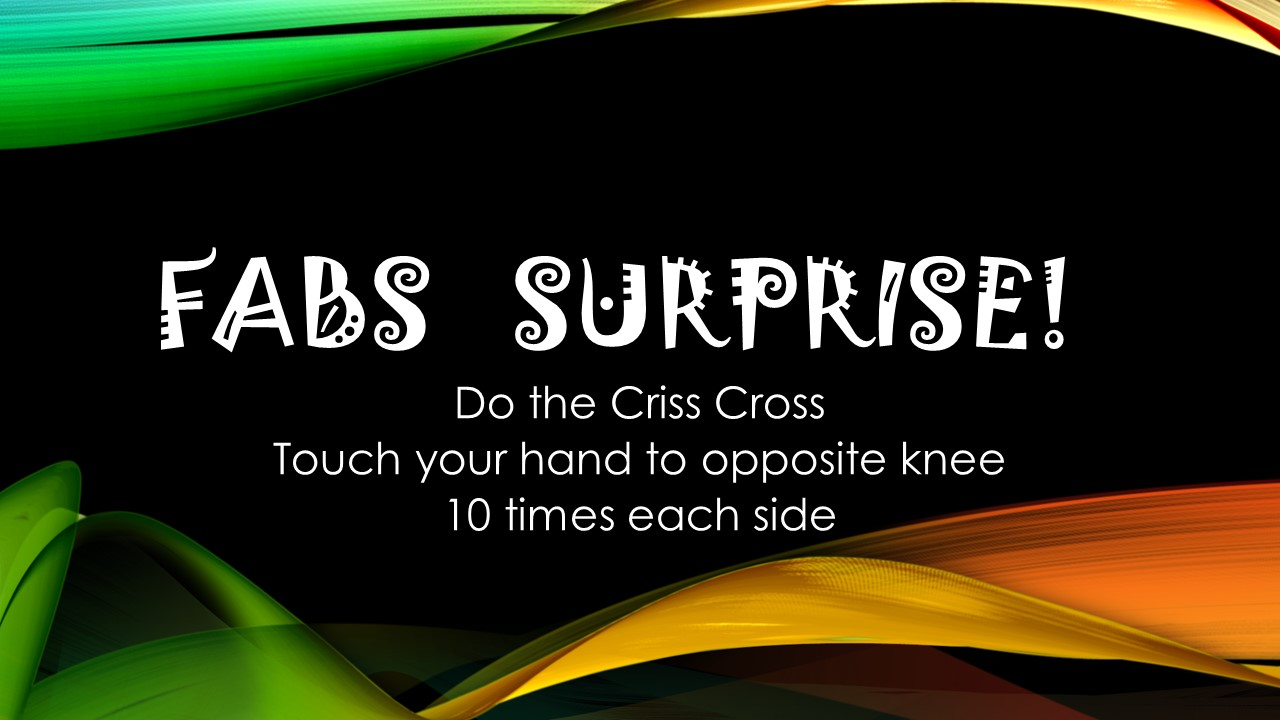 FABS SURPRISE!
Do the Criss Cross
Touch your hand to opposite knee
10 times each side